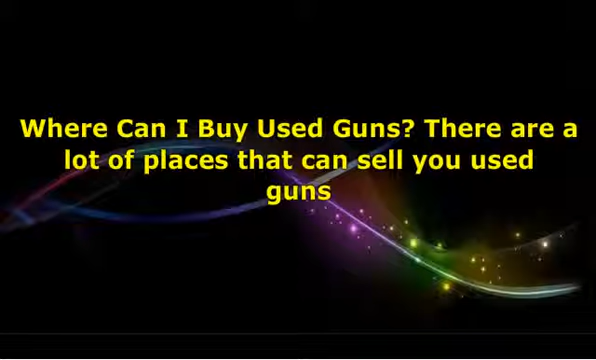 Where Can I Buy Used Guns? There are a
lot of places that can sell you used
guns